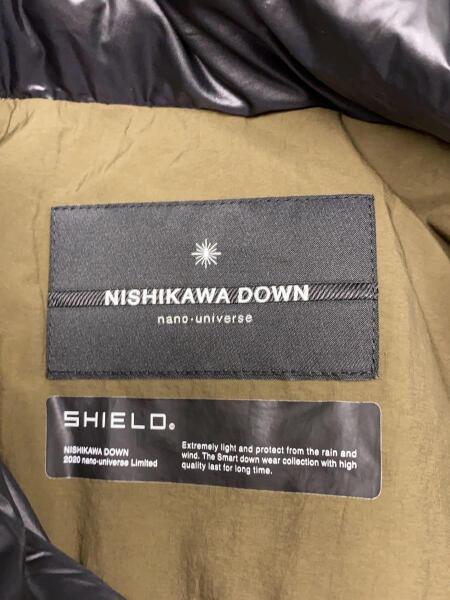 NISHIKAWA DOWN
nano·universe
SHIELD.
NISHIKAWA DOWN
2020 nano·universe Limited
Extremely light and protect from the rain and
wind. The Smart down wear collection with high
quality last for long time.